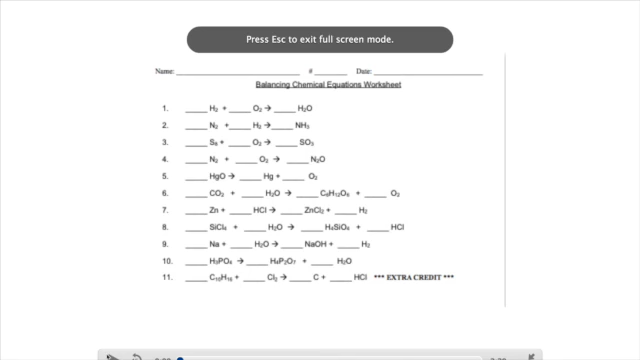 Press Esc to exit full screen mode.
Name: ____________________ # ______ Date: ____________________
Balancing Chemical Equations Worksheet
1. _____ H₂ + _____ O₂ → _____ H₂O
2. _____ N₂ + _____ H₂ → _____ NH₃
3. _____ S₈ + _____ O₂ → _____ SO₃
4. _____ N₂ + _____ O₂ → _____ N₂O
5. _____ HgO → _____ Hg + _____ O₂
6. _____ CO₂ + _____ H₂O → _____ C₆H₁₂O₆ + _____ O₂
7. _____ Zn + _____ HCl → _____ ZnCl₂ + _____ H₂
8. _____ SiCl₄ + _____ H₂O → _____ H₄SiO₄ + _____ HCl
9. _____ Na + _____ H₂O → _____ NaOH + _____ H₂
10. _____ H₃PO₄ → _____ H₄P₂O₇ + _____ H₂O
11. _____ C₁₀H₁₆ + _____ Cl₂ → _____ C + _____ HCl *** EXTRA CREDIT ***